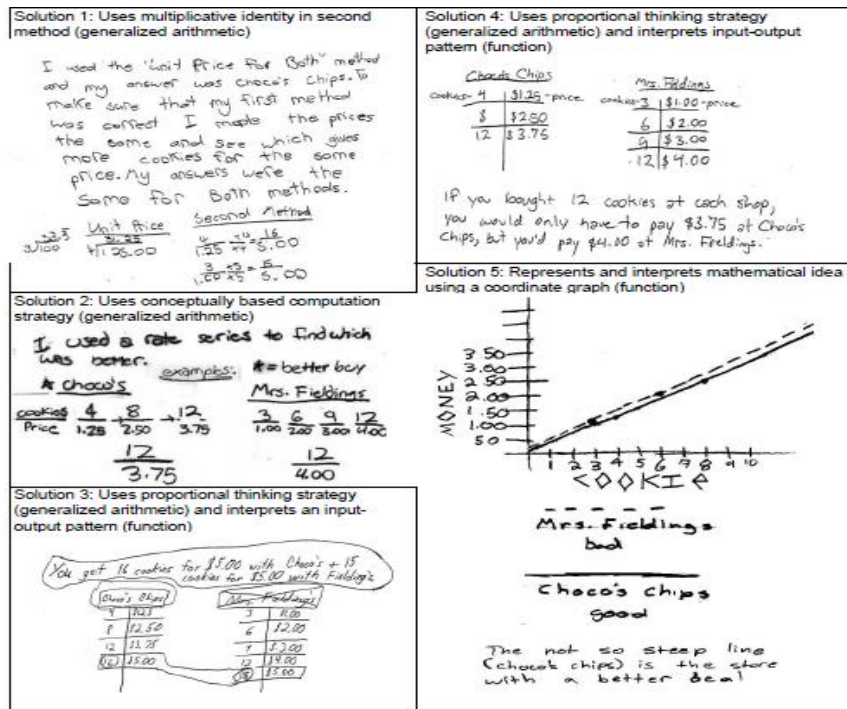 Solution 1: Uses multiplicative identity in second
method (generalized arithmetic)
I used the "Unit Price For Both" method
and my answer was Choco's Chips. To
make sure that my first method
was correct I made the prices
the same and see which gives
more cookies for the same
price. My answers were the
Same for Both methods.
Unit Price
Second Method
4/1.25 ×4/×4 = 16/5.00
Solution 2: Uses conceptually based computation
strategy (generalized arithmetic)
I used a rate series to find which
was better.
examples: * = better buy
* Choco's
Mrs. Fieldings
cookies 4 → 8 → 12
Price 1.25 2.50 3.75
3 6 9 12
1.00 2.00 3.00 4.00
12
3.75
12
4.00
Solution 3: Uses proportional thinking strategy
(generalized arithmetic) and interprets an input-
output pattern (function)
You get 16 cookies for $5.00 with Choco's + 15
cookies for $5.00 with Fielding's
Choco's Chips
4 $1.25
8 $2.50
12 $3.75
16 $5.00
Mrs. Fielding's
3 $1.00
6 $2.00
12 $4.00
15 $5.00
Solution 4: Uses proportional thinking strategy
(generalized arithmetic) and interprets input-output
pattern (function)
Choco's Chips
cookies- 4 $1.25 -price
8 $2.50
12 $3.75
Mrs. Fieldings
cookies-3 $1.00 -price
6 $2.00
9 $3.00
12 $4.00
If you bought 12 cookies at each shop,
you would only have to pay $3.75 at Choco's
Chips, but you'd pay $4.00 at Mrs. Fieldings.
Solution 5: Represents and interprets mathematical idea
using a coordinate graph (function)
MONEY
3.50
3.00
2.50
2.00
1.50
1.00
50
1 2 3 4 5 6 7 8 9 10
COOKIE
Mrs. Fieldings
bad
Choco's chips
good
The not so steep line
(choco's chips) is the store
with a better deal